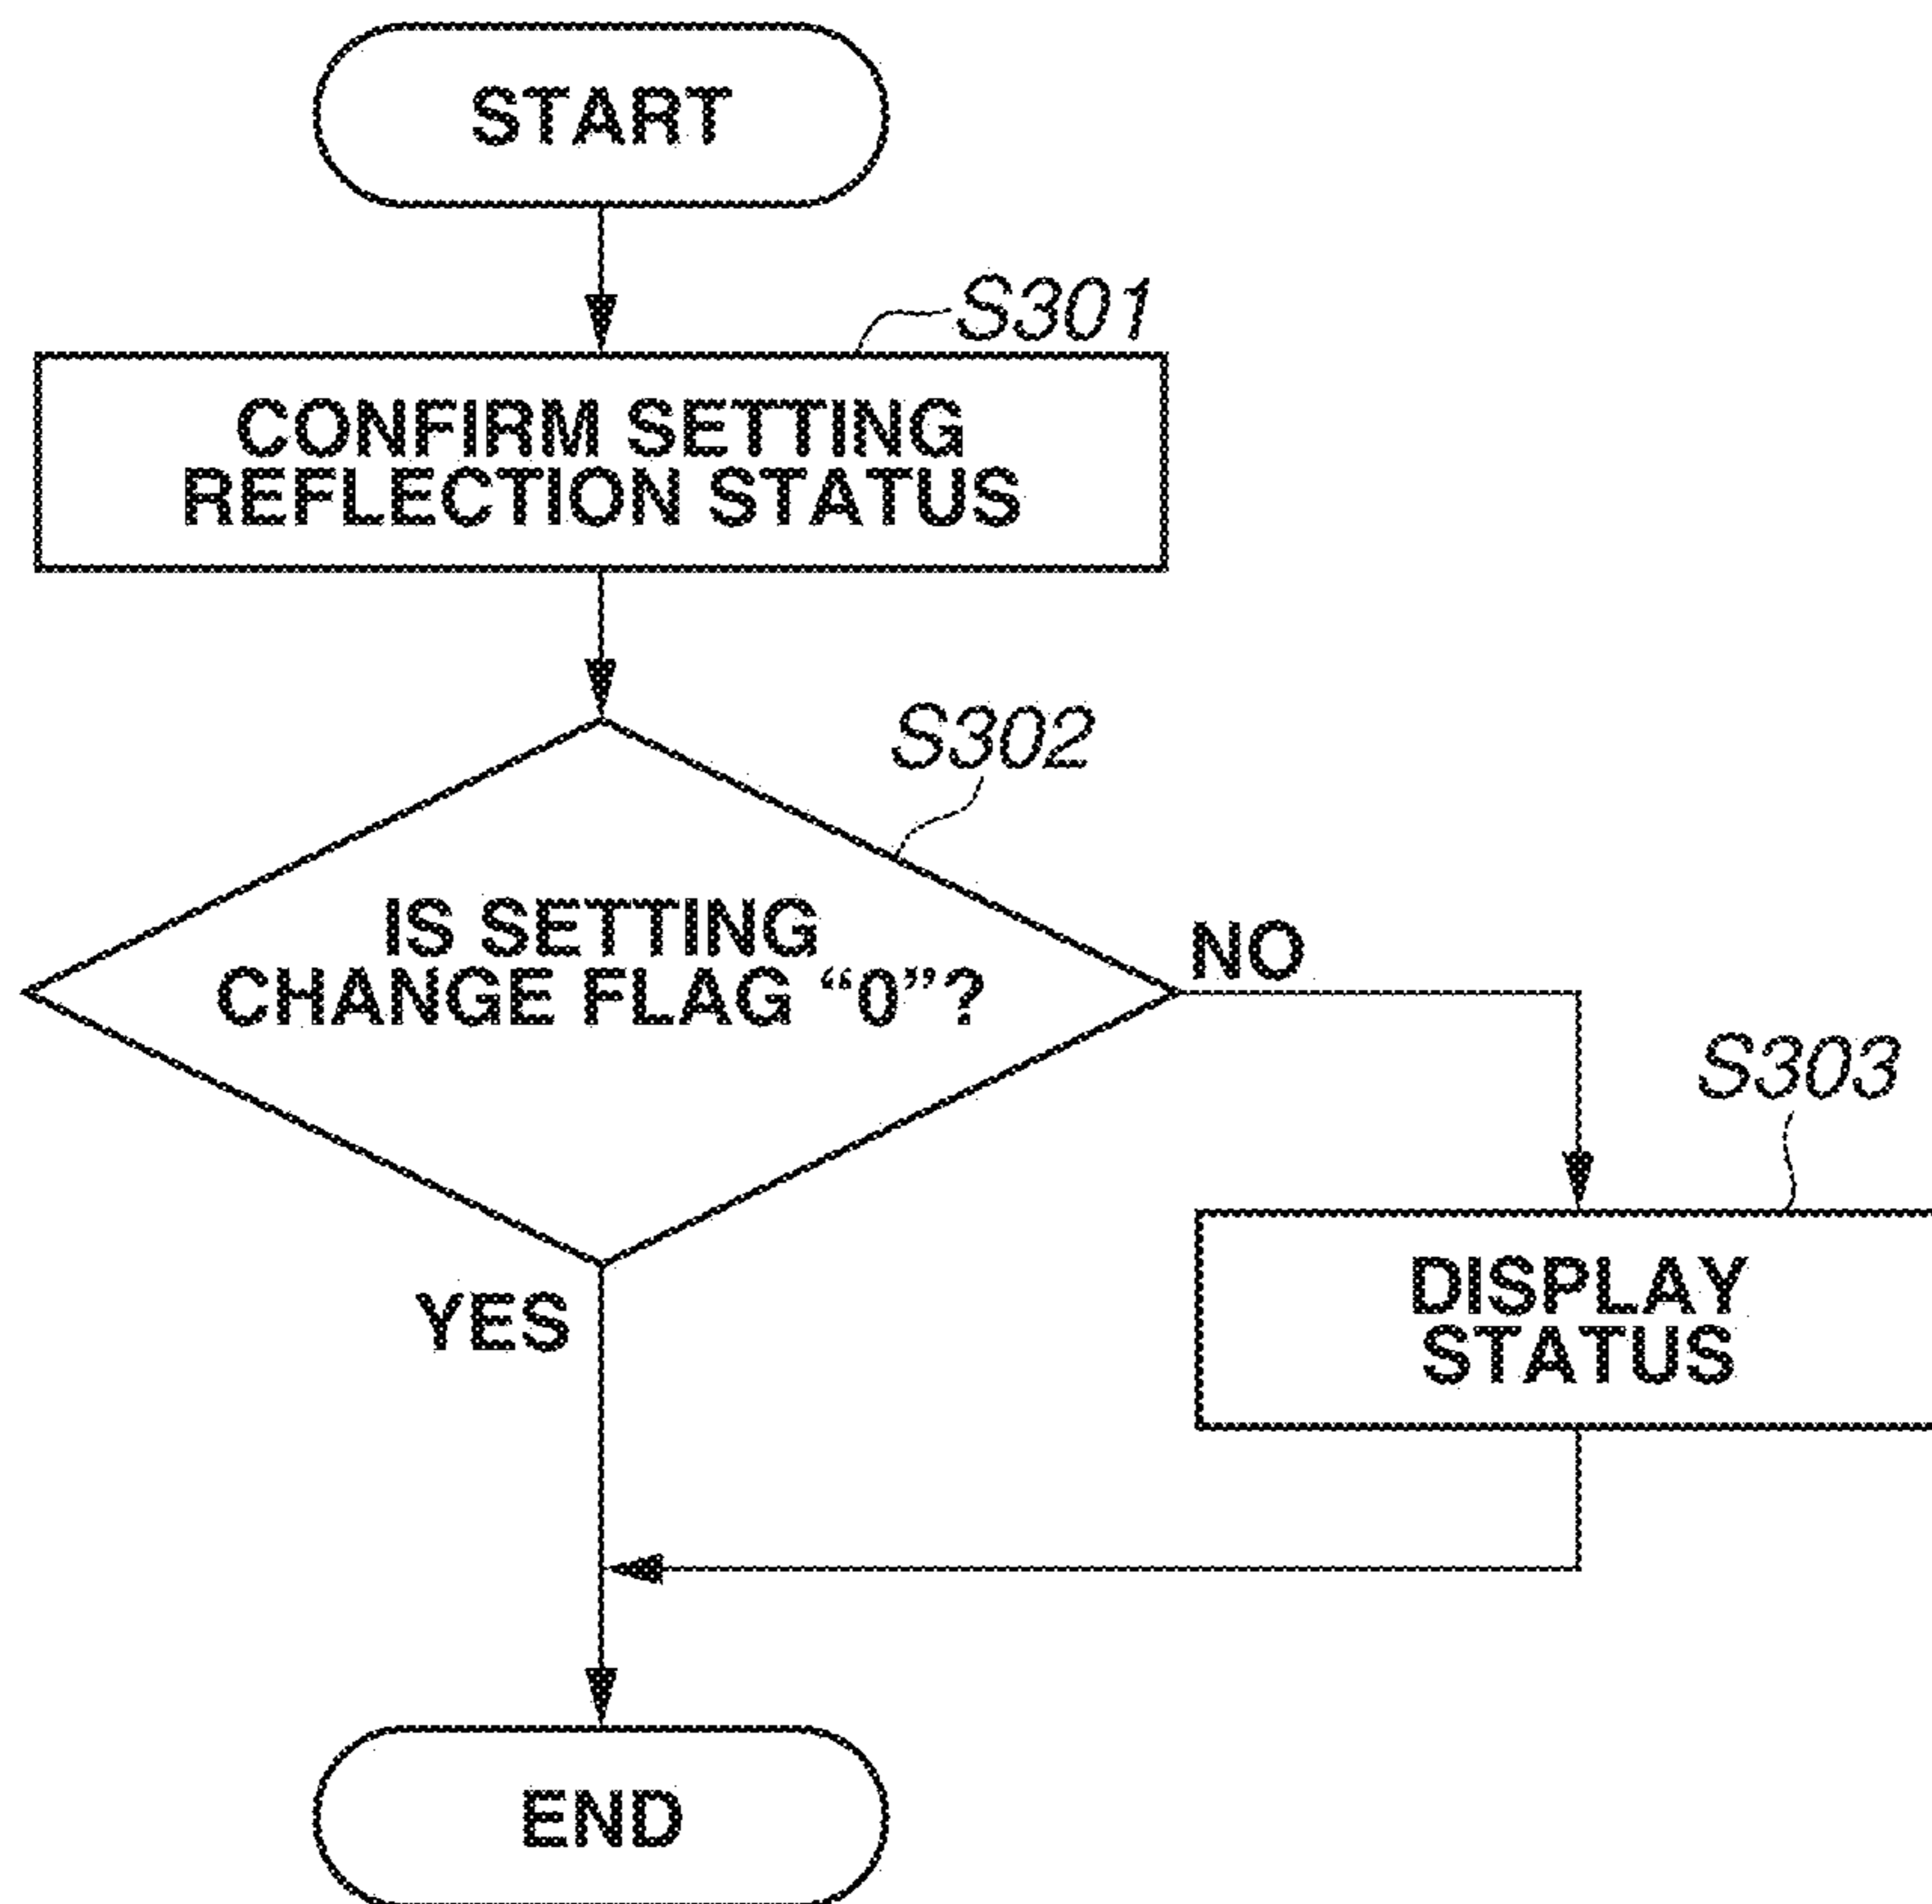 START
S301
CONFIRM SETTING
REFLECTION STATUS
S302
IS SETTING
CHANGE FLAG “0”?
NO
S303
DISPLAY
STATUS
YES
END